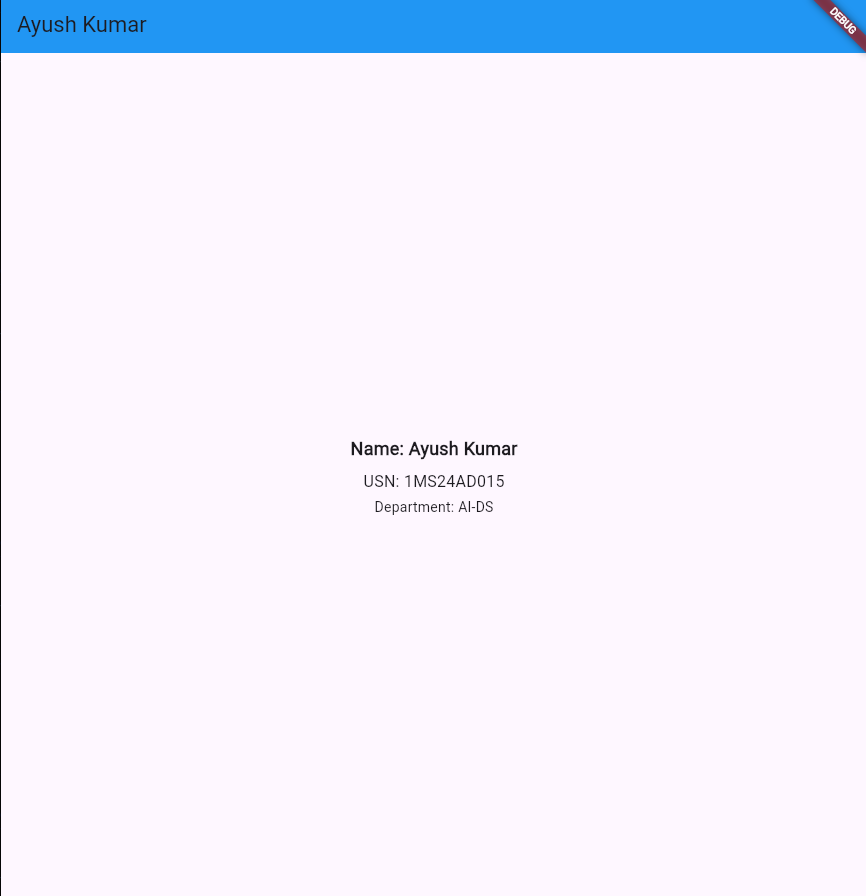 Ayush Kumar
DEBUG
Name: Ayush Kumar
USN: 1MS24AD015
Department: AI-DS